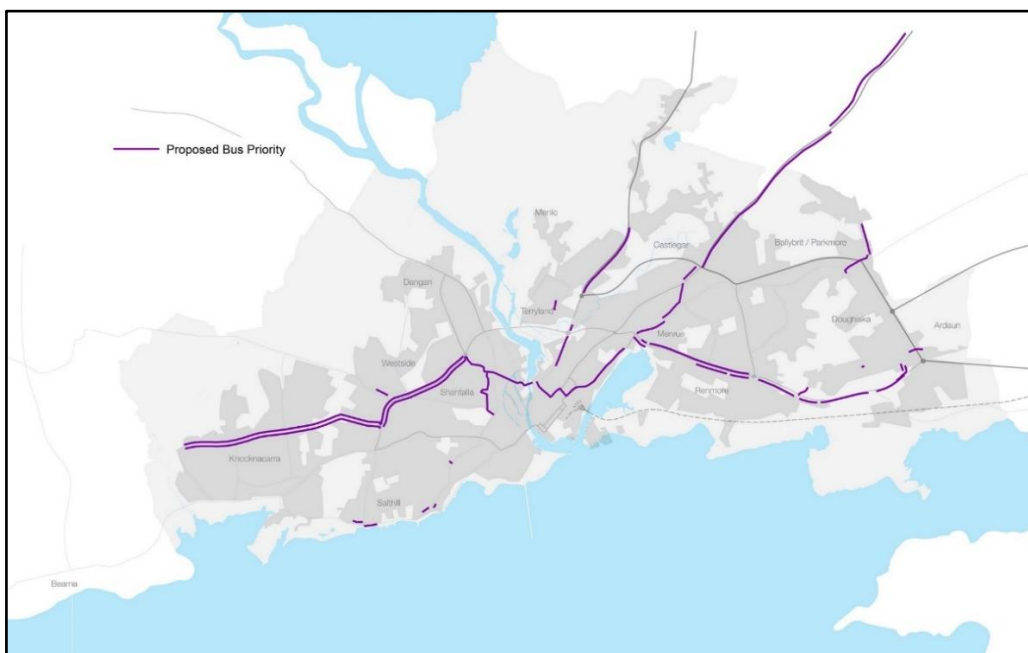 Proposed Bus Priority
Menlo
Castlegar
Ballybrit / Parkmore
Dangan
Terryland
Doughiska
Ardaun
Mervue
Westside
Shantalla
Renmore
Knocknacarra
Salthill
Bearna